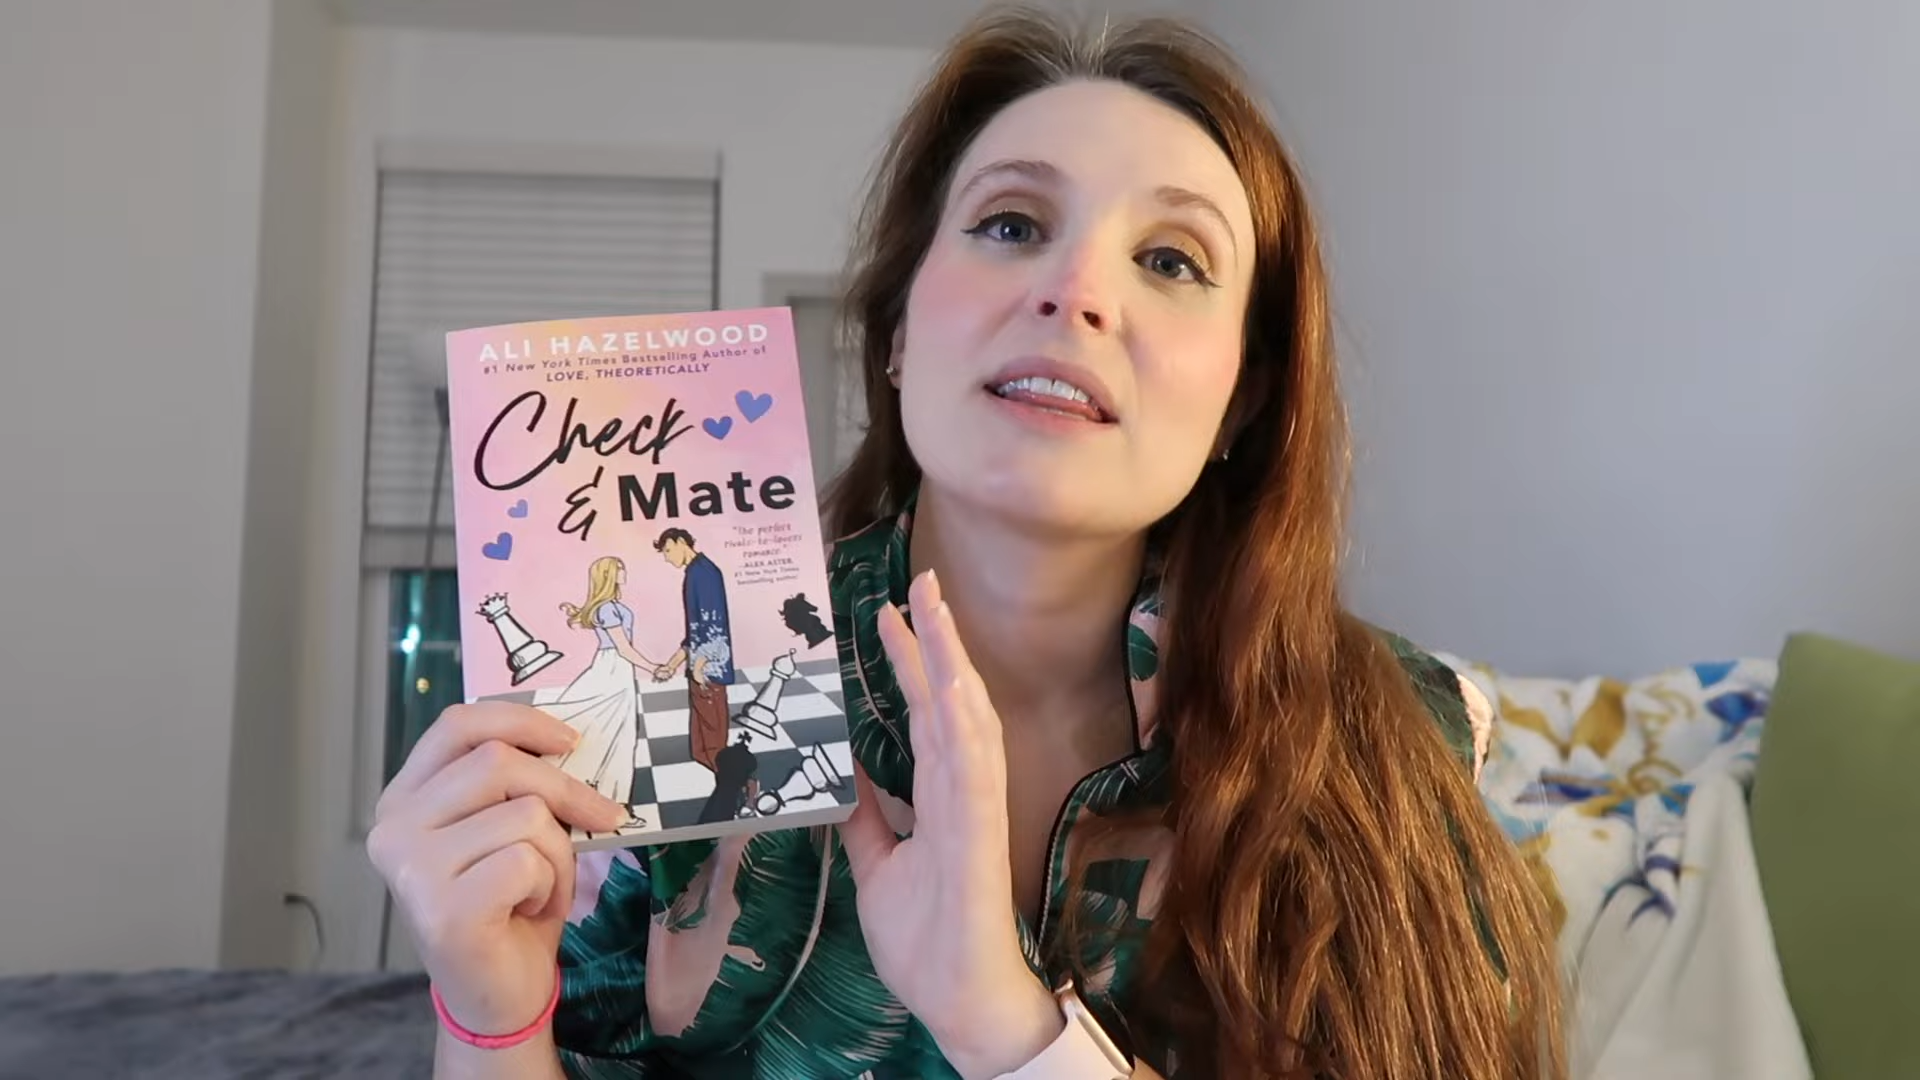 ALI HAZELWOOD
#1 New York Times Bestselling Author of
LOVE, THEORETICALLY
Check
& Mate
"The perfect
rivals-to-lovers
romance."
—ALEX ASTER,
#1 New York Times
bestselling author